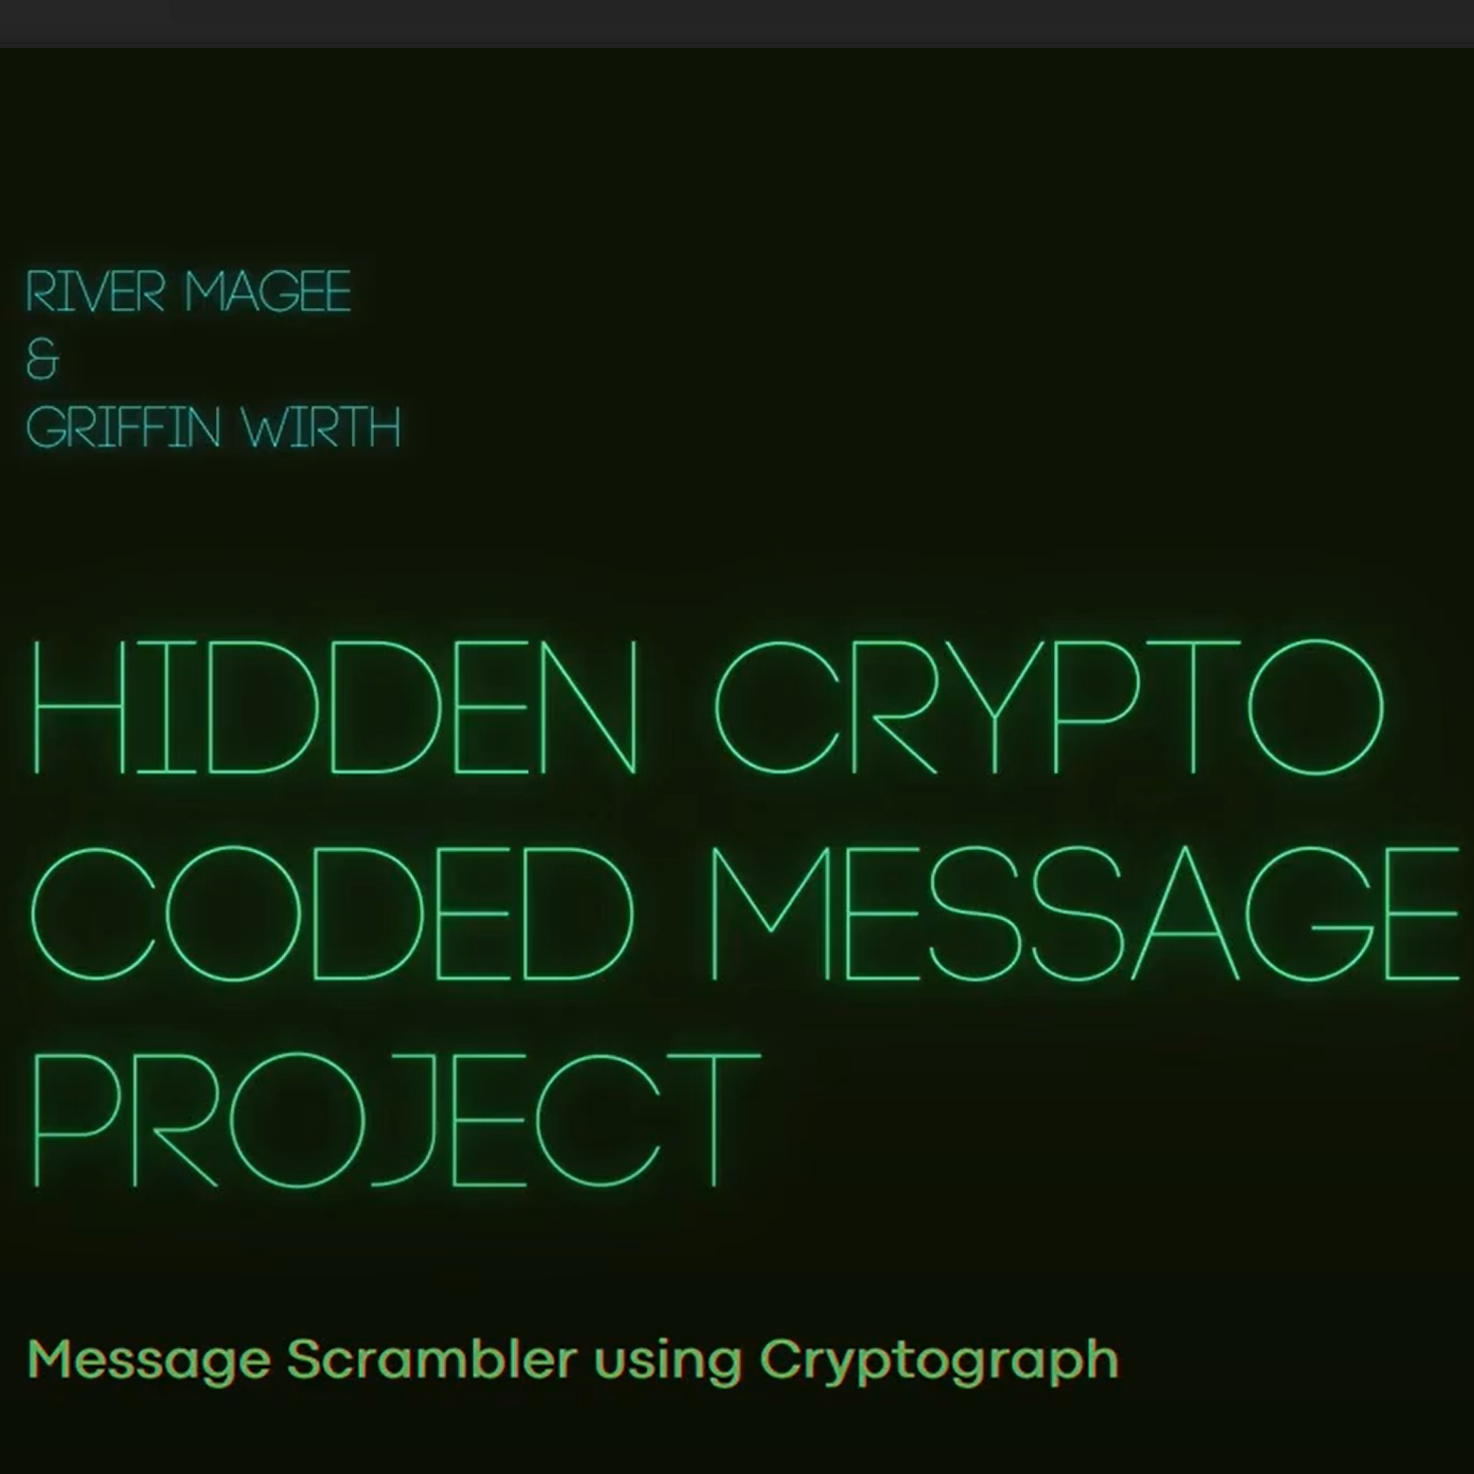 RIVER MAGEE
&
GRIFFIN WIRTH
HIDDEN CRYPTO
CODED MESSAGE
PROJECT
Message Scrambler using Cryptograph